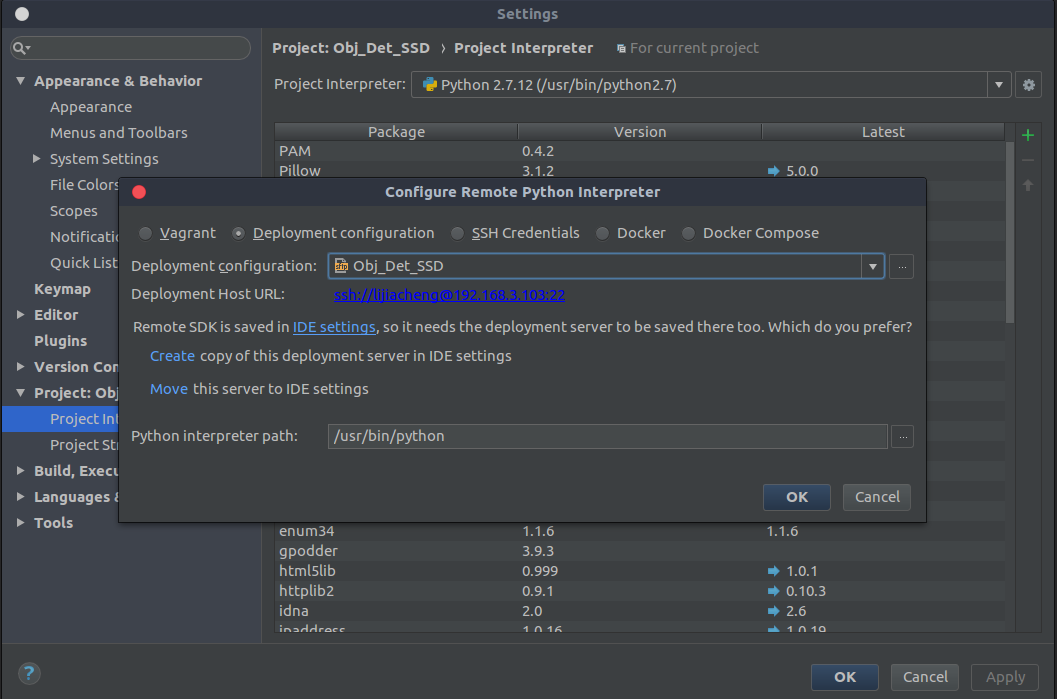 Settings
Project: Obj_Det_SSD › Project Interpreter For current project
Project Interpreter: Python 2.7.12 (/usr/bin/python2.7)
Appearance & Behavior
Appearance
Menus and Toolbars
System Settings
File Colors
Scopes
Notificatio
Quick List
Keymap
Editor
Plugins
Version Con
Project: Obj
Project Int
Project Str
Build, Execu
Languages &
Tools
Package Version Latest
PAM 0.4.2
Pillow 3.1.2 5.0.0
Configure Remote Python Interpreter
Vagrant Deployment configuration SSH Credentials Docker Docker Compose
Deployment configuration: Obj_Det_SSD ...
Deployment Host URL: ssh://lijiacheng@192.168.3.103:22
Remote SDK is saved in IDE settings, so it needs the deployment server to be saved there too. Which do you prefer?
Create copy of this deployment server in IDE settings
Move this server to IDE settings
Python interpreter path: /usr/bin/python ...
OK Cancel
enum34 1.1.6 1.1.6
gpodder 3.9.3
html5lib 0.999 1.0.1
httplib2 0.9.1 0.10.3
idna 2.0 2.6
ipaddress 1.0.16 1.0.19
?
OK Cancel Apply